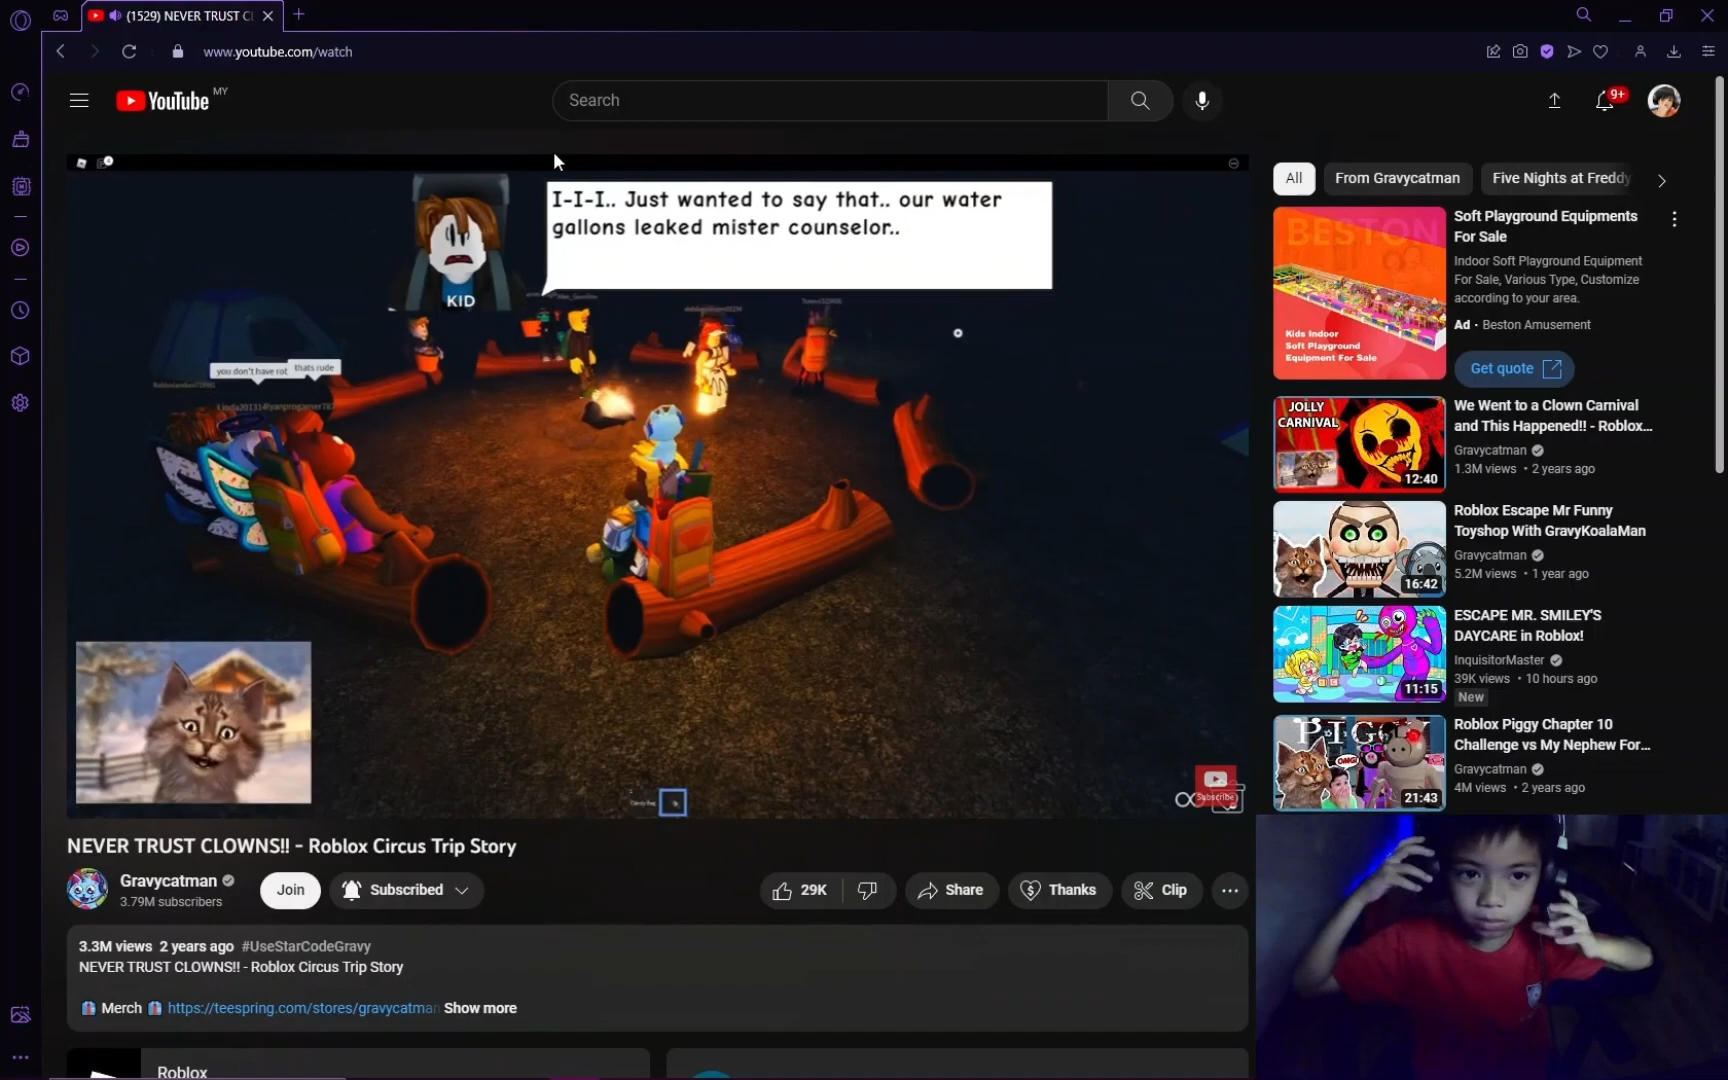 (1529) NEVER TRUST CL
www.youtube.com/watch
YouTube MY
Search
9+
4
I-I-I.. Just wanted to say that.. our water
gallons leaked mister counselor..
KID
you don't have rot
thats rude
Subscribe
NEVER TRUST CLOWNS!! - Roblox Circus Trip Story
Gravycatman
3.79M subscribers
Join
Subscribed
29K
Share
Thanks
Clip
3.3M views 2 years ago #UseStarCodeGravy
NEVER TRUST CLOWNS!! - Roblox Circus Trip Story
Merch
https://teespring.com/stores/gravycatman
Show more
Roblox
All
From Gravycatman
Five Nights at Freddy
BESTON
Kids Indoor
Soft Playground
Equipment For Sale
Soft Playground Equipments
For Sale
Indoor Soft Playground Equipment
For Sale, Various Type, Customize
according to your area.
Ad · Beston Amusement
Get quote
JOLLY
CARNIVAL
12:40
We Went to a Clown Carnival
and This Happened!! - Roblox...
Gravycatman
1.3M views · 2 years ago
16:42
Roblox Escape Mr Funny
Toyshop With GravyKoalaMan
Gravycatman
5.2M views · 1 year ago
11:15
ESCAPE MR. SMILEY'S
DAYCARE in Roblox!
InquisitorMaster
39K views · 10 hours ago
New
PIGGY
OMG!
21:43
Roblox Piggy Chapter 10
Challenge vs My Nephew For...
Gravycatman
4M views · 2 years ago